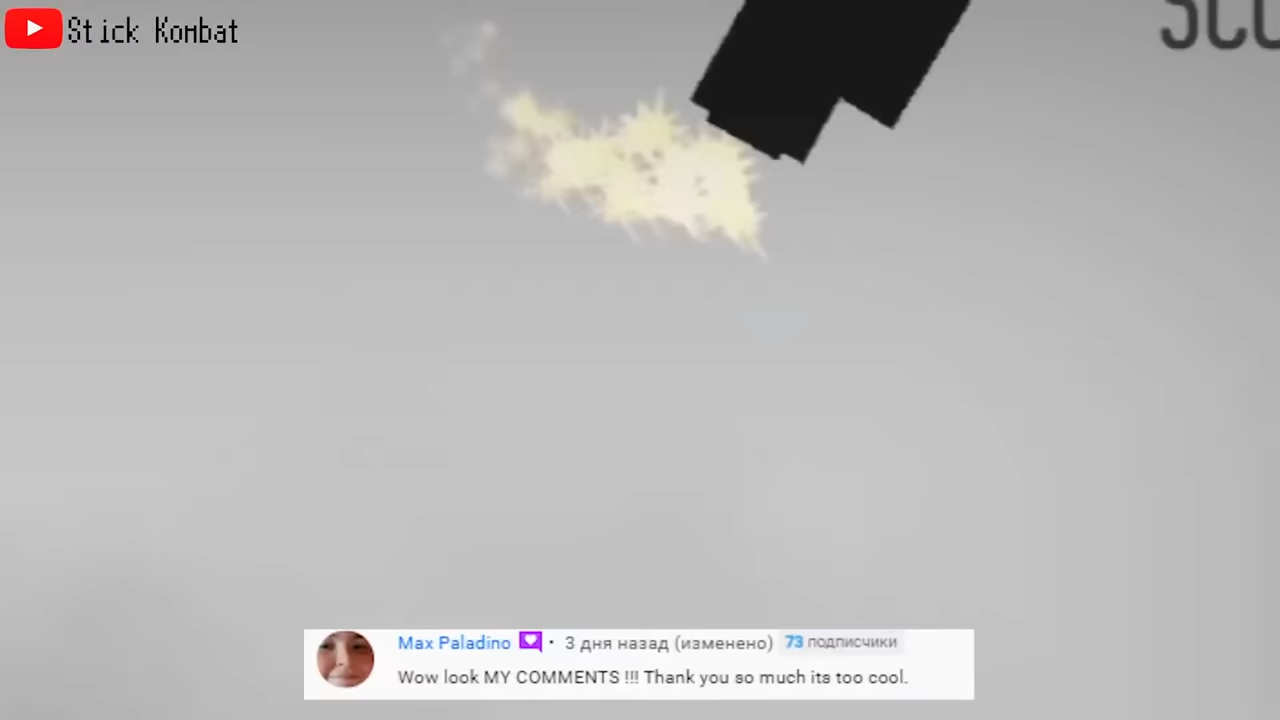 Stick Kombat
Max Paladino • 3 дня назад (изменено) 73 подписчики
Wow look MY COMMENTS !!! Thank you so much its too cool.